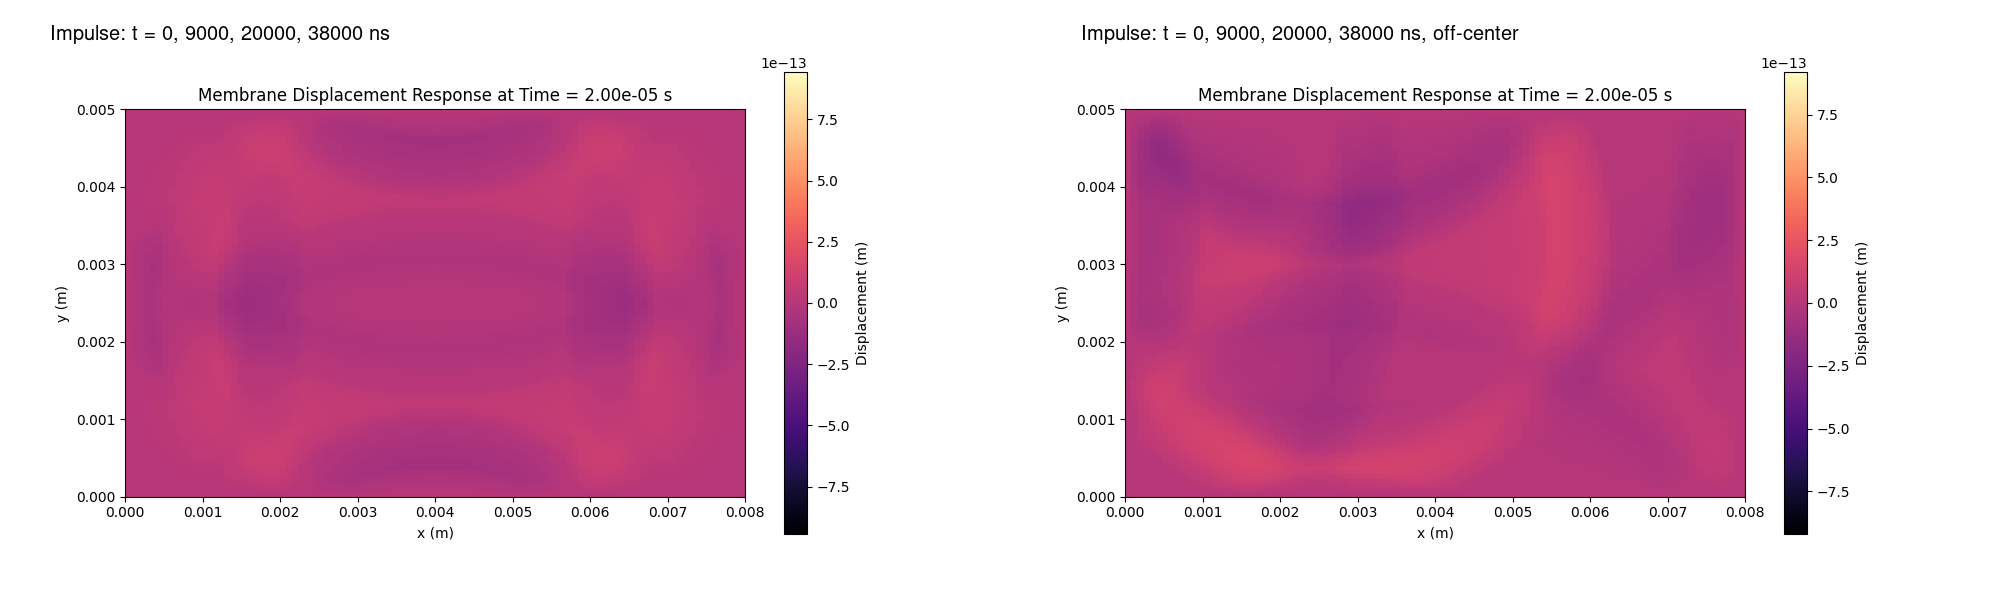 Impulse: t = 0, 9000, 20000, 38000 ns
1e−13
Membrane Displacement Response at Time = 2.00e-05 s
0.005
0.004
0.003
0.002
0.001
0.000
y (m)
0.000 0.001 0.002 0.003 0.004 0.005 0.006 0.007 0.008
x (m)
7.5
5.0
2.5
0.0
−2.5
−5.0
−7.5
Displacement (m)
Impulse: t = 0, 9000, 20000, 38000 ns, off-center
1e−13
Membrane Displacement Response at Time = 2.00e-05 s
0.005
0.004
0.003
0.002
0.001
0.000
y (m)
0.000 0.001 0.002 0.003 0.004 0.005 0.006 0.007 0.008
x (m)
7.5
5.0
2.5
0.0
−2.5
−5.0
−7.5
Displacement (m)